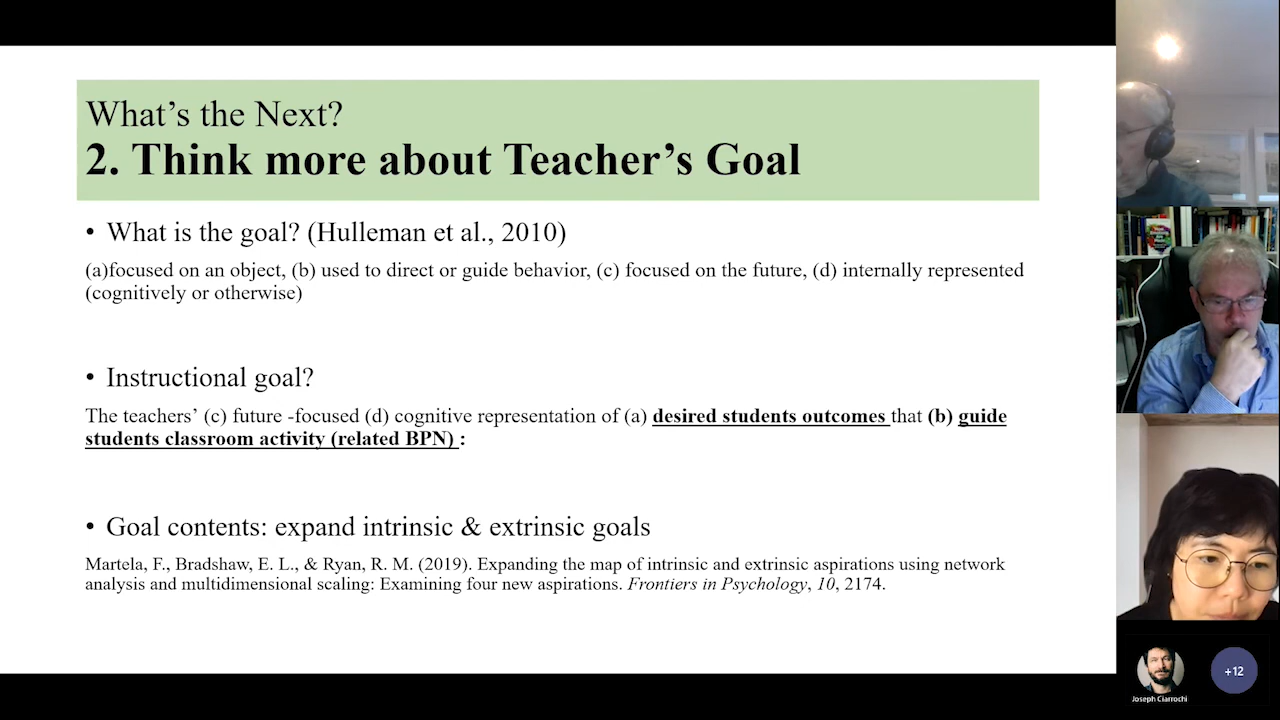 What’s the Next?
2. Think more about Teacher’s Goal
• What is the goal? (Hulleman et al., 2010)
(a)focused on an object, (b) used to direct or guide behavior, (c) focused on the future, (d) internally represented
(cognitively or otherwise)
• Instructional goal?
The teachers’ (c) future -focused (d) cognitive representation of (a) desired students outcomes that (b) guide
students classroom activity (related BPN) :
• Goal contents: expand intrinsic & extrinsic goals
Martela, F., Bradshaw, E. L., & Ryan, R. M. (2019). Expanding the map of intrinsic and extrinsic aspirations using network
analysis and multidimensional scaling: Examining four new aspirations. Frontiers in Psychology, 10, 2174.
Joseph Ciarrochi
+12